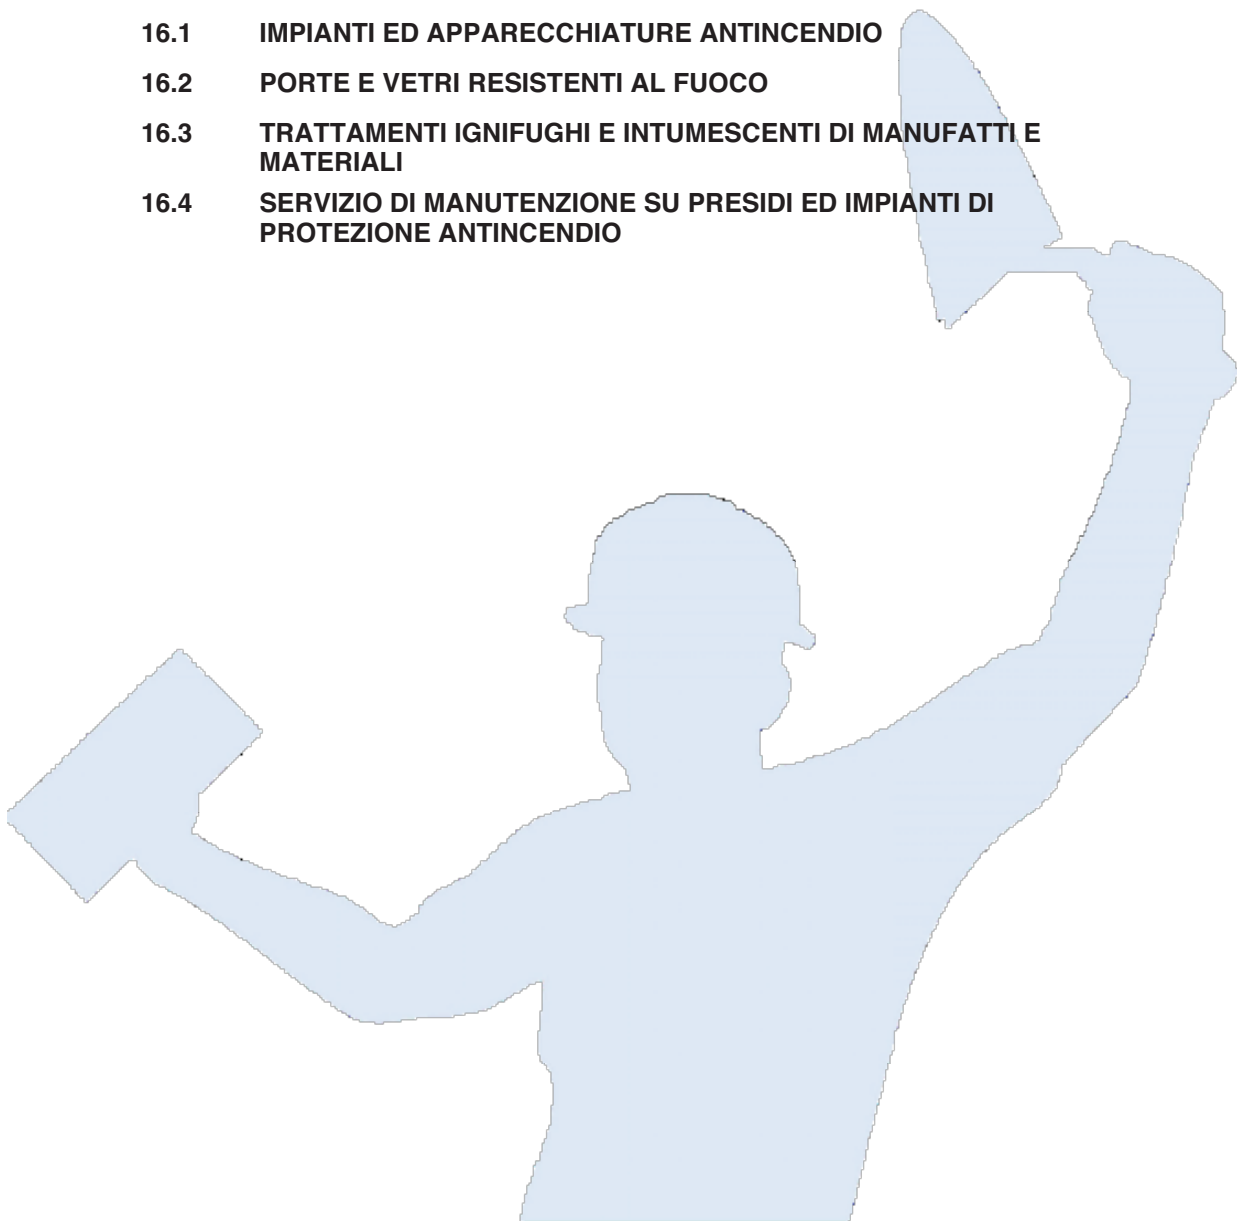 16.1 IMPIANTI ED APPARECCHIATURE ANTINCENDIO
16.2 PORTE E VETRI RESISTENTI AL FUOCO
16.3 TRATTAMENTI IGNIFUGHI E INTUMESCENTI DI MANUFATTI E
MATERIALI
16.4 SERVIZIO DI MANUTENZIONE SU PRESIDI ED IMPIANTI DI
PROTEZIONE ANTINCENDIO